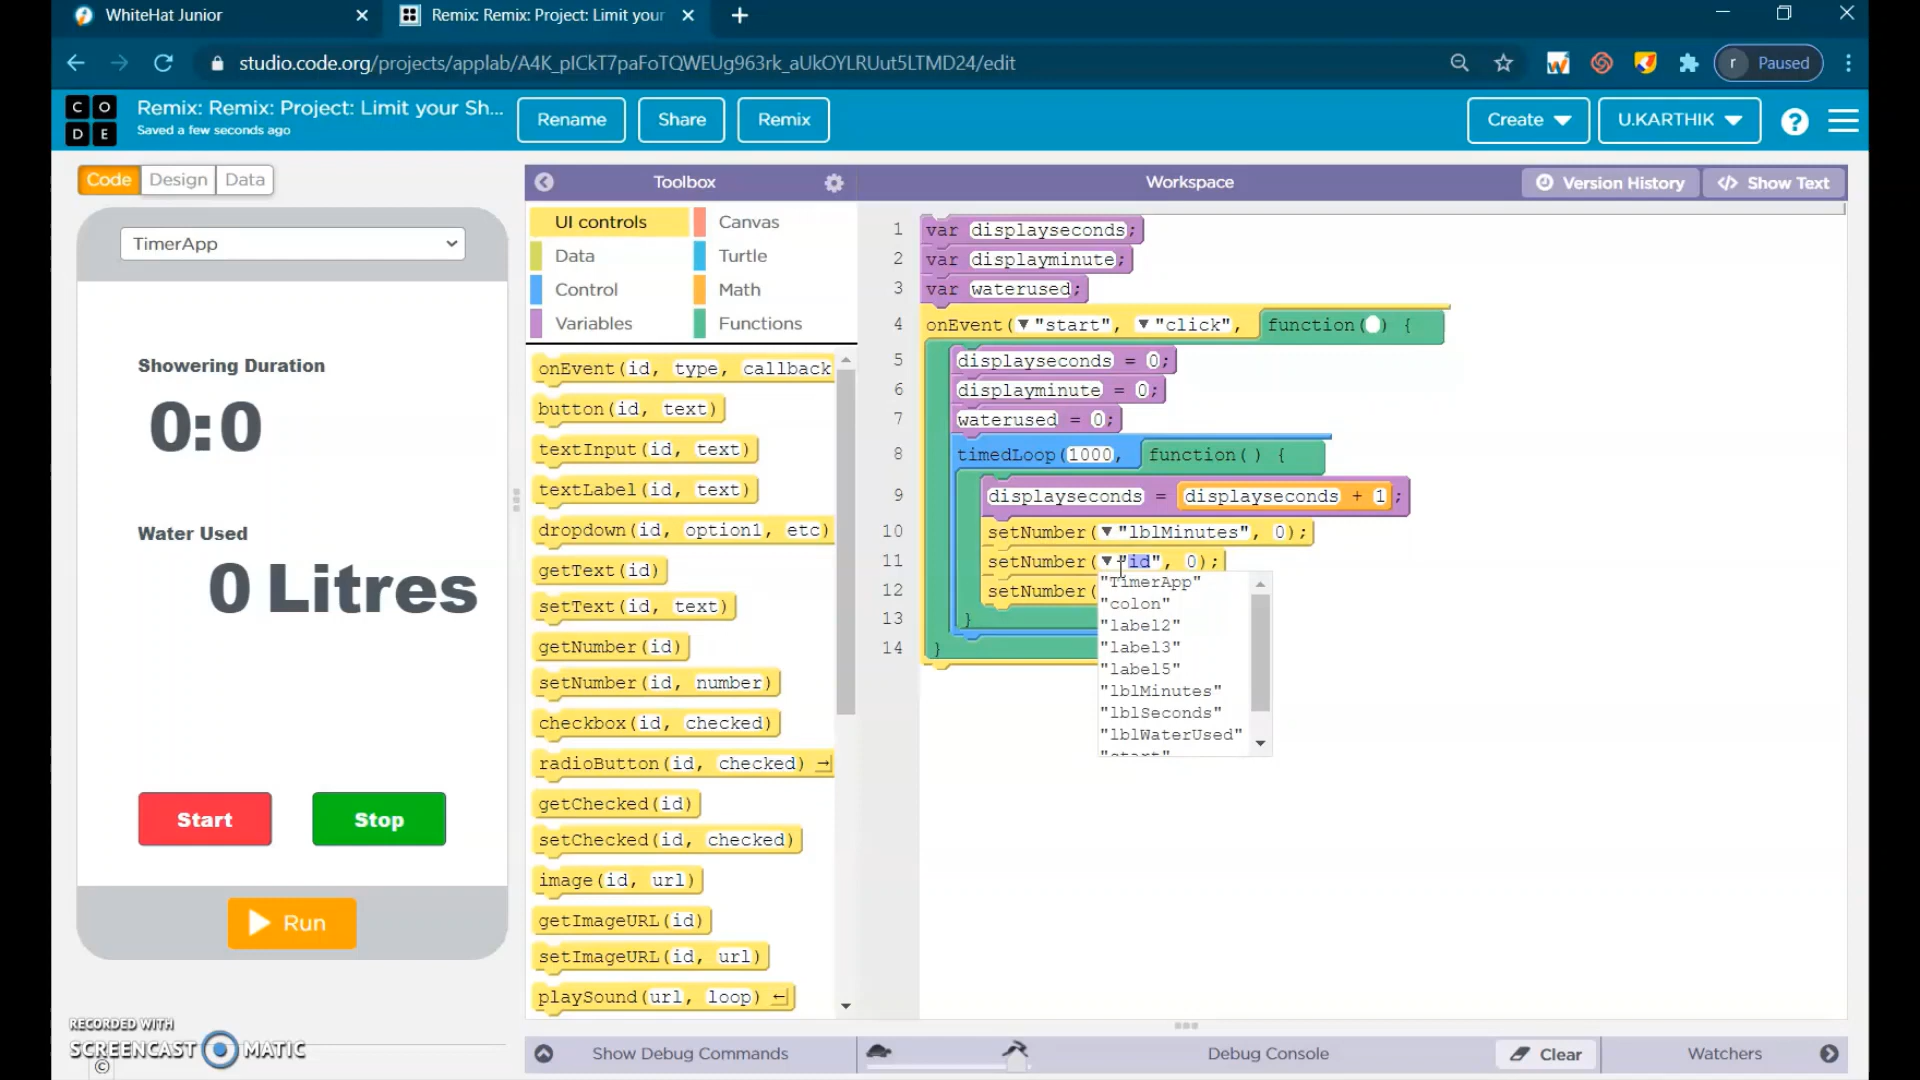 WhiteHat Junior
Remix: Remix: Project: Limit your
studio.code.org/projects/applab/A4K_pICkT7paFoTQWEUg963rk_aUkOYLRUut5LTMD24/edit
r Paused
C O D E
Remix: Remix: Project: Limit your Sh...
Saved a few seconds ago
Rename
Share
Remix
Create
U.KARTHIK
?
Code
Design
Data
TimerApp
Showering Duration
0:0
Water Used
0 Litres
Start
Stop
Run
Toolbox
UI controls
Canvas
Data
Turtle
Control
Math
Variables
Functions
onEvent(id, type, callback
button(id, text)
textInput(id, text)
textLabel(id, text)
dropdown(id, option1, etc)
getText(id)
setText(id, text)
getNumber(id)
setNumber(id, number)
checkbox(id, checked)
radioButton(id, checked)
getChecked(id)
setChecked(id, checked)
image(id, url)
getImageURL(id)
setImageURL(id, url)
playSound(url, loop)
Workspace
Version History
Show Text
1 var displayseconds;
2 var displayminute;
3 var waterused;
4 onEvent("start", "click", function( ) {
5 displayseconds = 0;
6 displayminute = 0;
7 waterused = 0;
8 timedLoop(1000, function( ) {
9 displayseconds = displayseconds + 1;
10 setNumber("lblMinutes", 0);
11 setNumber("id", 0);
12 setNumber(
13 }
14 }
"TimerApp"
"colon"
"label2"
"label3"
"label5"
"lblMinutes"
"lblSeconds"
"lblWaterUsed"
"start"
RECORDED WITH
SCREENCAST MATIC
©
Show Debug Commands
Debug Console
Clear
Watchers